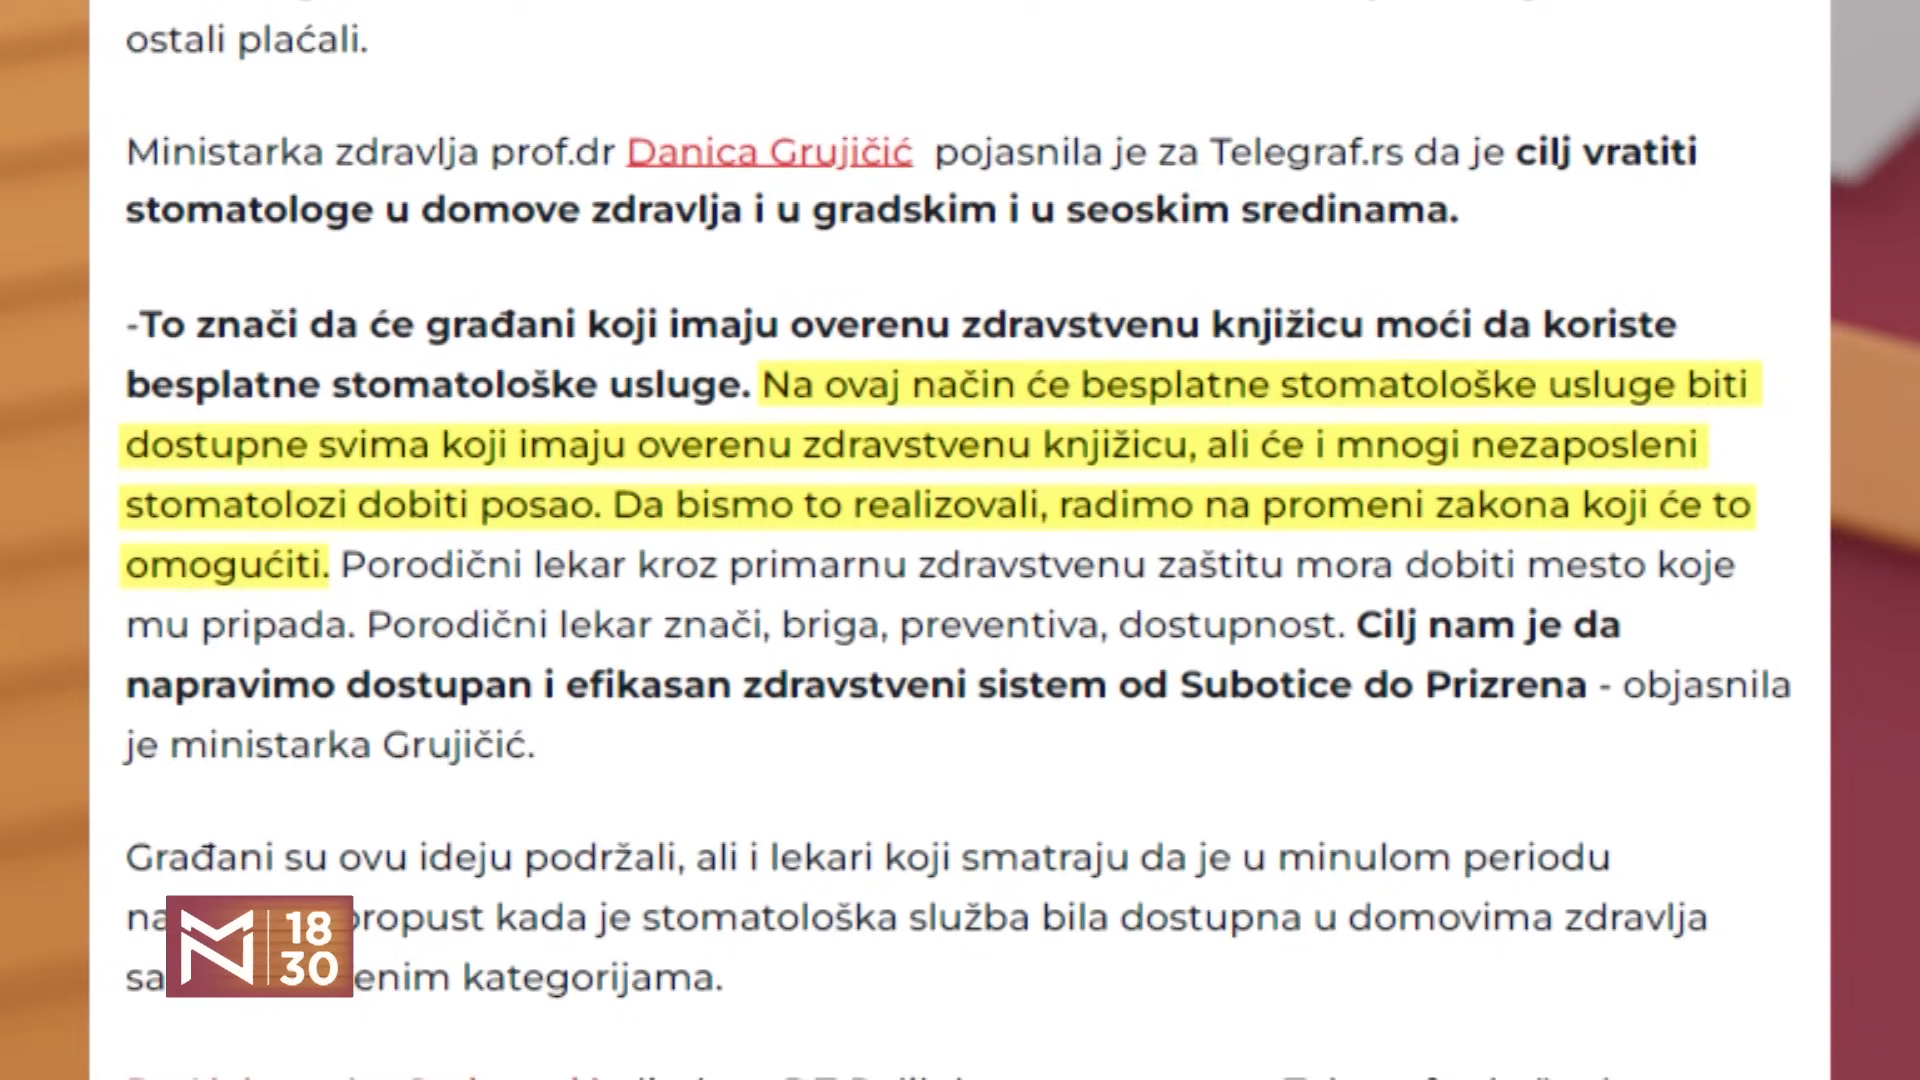 ostali plaćali.
Ministarka zdravlja prof.dr Danica Grujičić pojasnila je za Telegraf.rs da je cilj vratiti
stomatologe u domove zdravlja i u gradskim i u seoskim sredinama.
-To znači da će građani koji imaju overenu zdravstvenu knjižicu moći da koriste
besplatne stomatološke usluge. Na ovaj način će besplatne stomatološke usluge biti
dostupne svima koji imaju overenu zdravstvenu knjižicu, ali će i mnogi nezaposleni
stomatolozi dobiti posao. Da bismo to realizovali, radimo na promeni zakona koji će to
omogućiti. Porodični lekar kroz primarnu zdravstvenu zaštitu mora dobiti mesto koje
mu pripada. Porodični lekar znači, briga, preventiva, dostupnost. Cilj nam je da
napravimo dostupan i efikasan zdravstveni sistem od Subotice do Prizrena - objasnila
je ministarka Grujičić.
Građani su ovu ideju podržali, ali i lekari koji smatraju da je u minulom periodu
propust kada je stomatološka služba bila dostupna u domovima zdravlja
kategorijama.
18
30